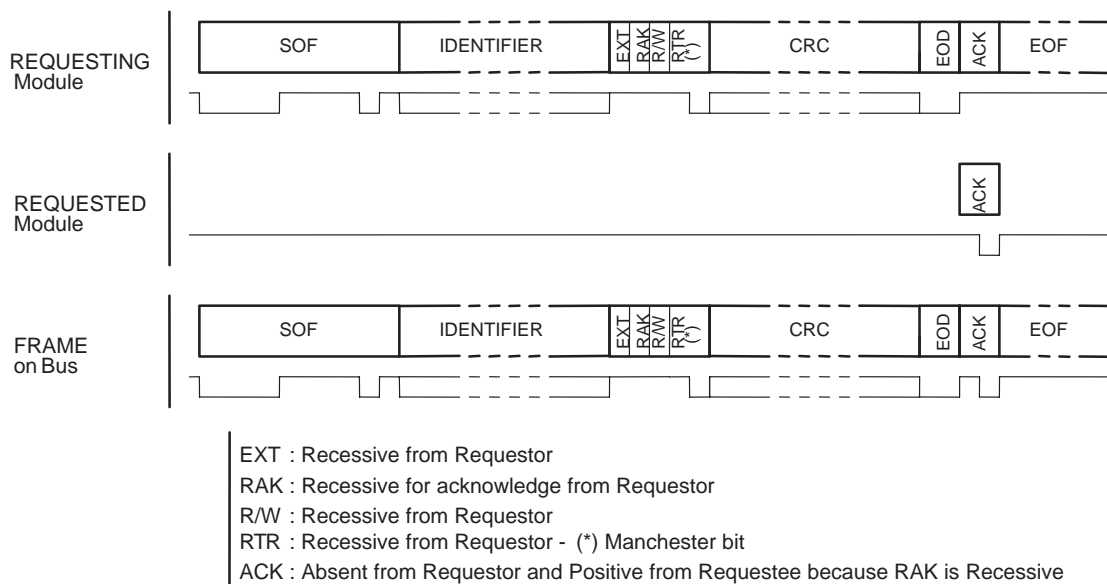 REQUESTING
Module
SOF
IDENTIFIER
EXT
RAK
R/W
RTR
(*)
CRC
EOD
ACK
EOF
REQUESTED
Module
ACK
FRAME
on Bus
SOF
IDENTIFIER
EXT
RAK
R/W
RTR
(*)
CRC
EOD
ACK
EOF
EXT : Recessive from Requestor
RAK : Recessive for acknowledge from Requestor
R/W : Recessive from Requestor
RTR : Recessive from Requestor - (*) Manchester bit
ACK : Absent from Requestor and Positive from Requestee because RAK is Recessive